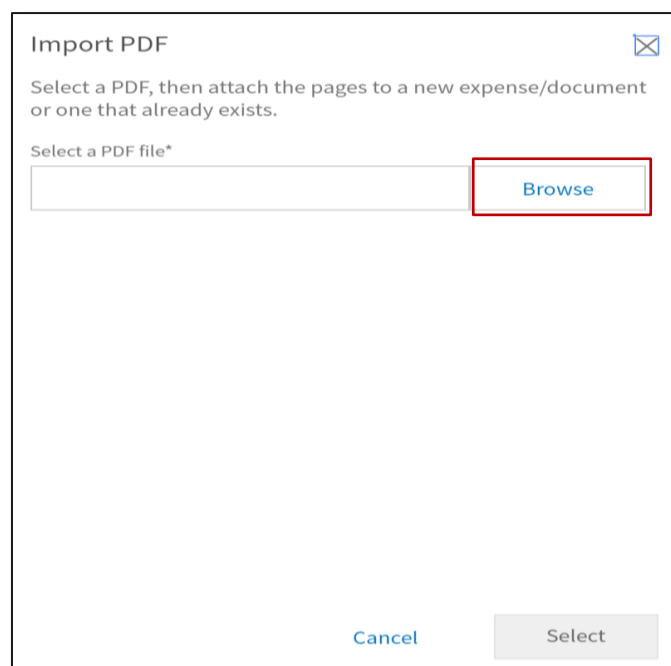 Import PDF
Select a PDF, then attach the pages to a new expense/document
or one that already exists.
Select a PDF file*
Browse
Cancel
Select